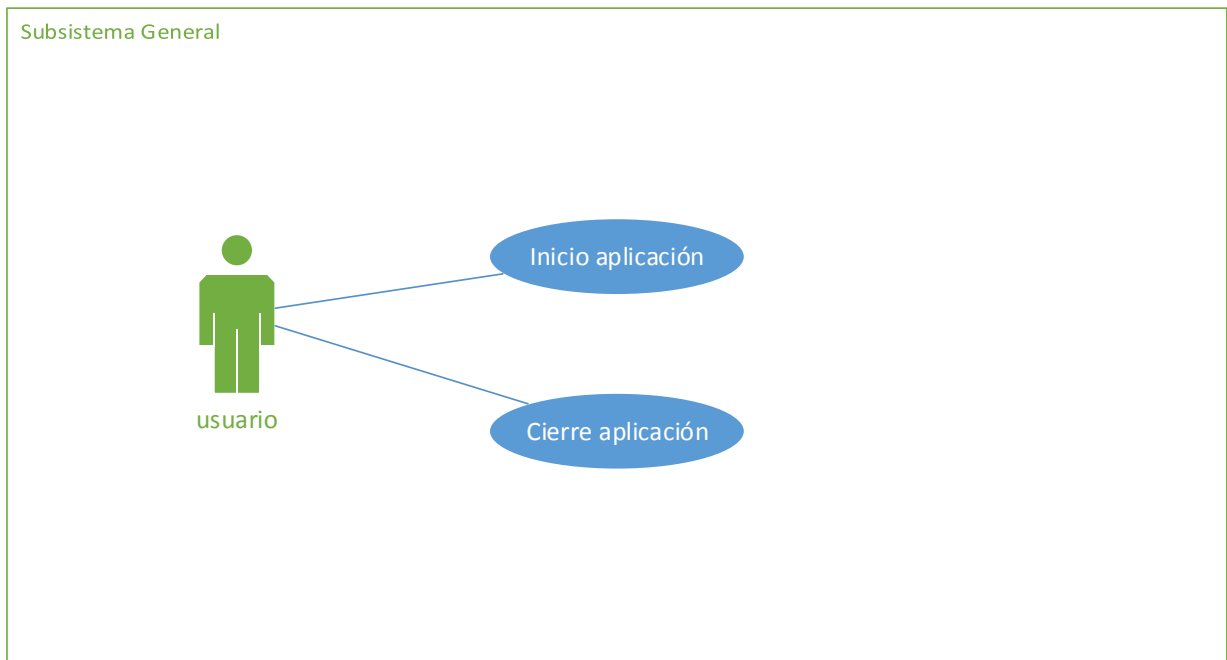 Subsistema General
Inicio aplicación
Cierre aplicación
usuario